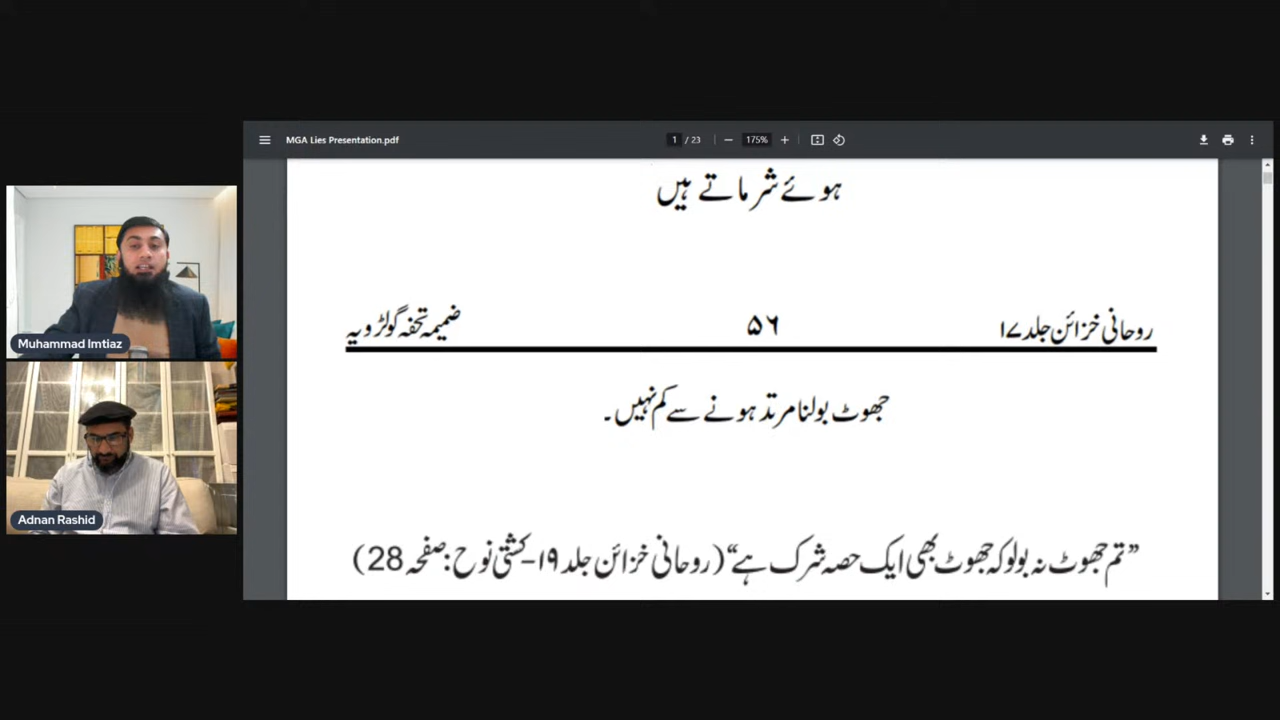 MGA Lies Presentation.pdf
1 / 23
175%
ہوئے شرماتے ہیں
روحانی خزائن جلد ۱۷
۵۶
ضمیمہ تحفہ گولڑویہ
جھوٹ بولنا مرتد ہونے سے کم نہیں۔
”تم جھوٹ نہ بولو کہ جھوٹ بھی ایک حصہ شرک ہے“ (روحانی خزائن جلد ۱۹–کشتی نوح : صفحہ 28)
Muhammad Imtiaz
Adnan Rashid